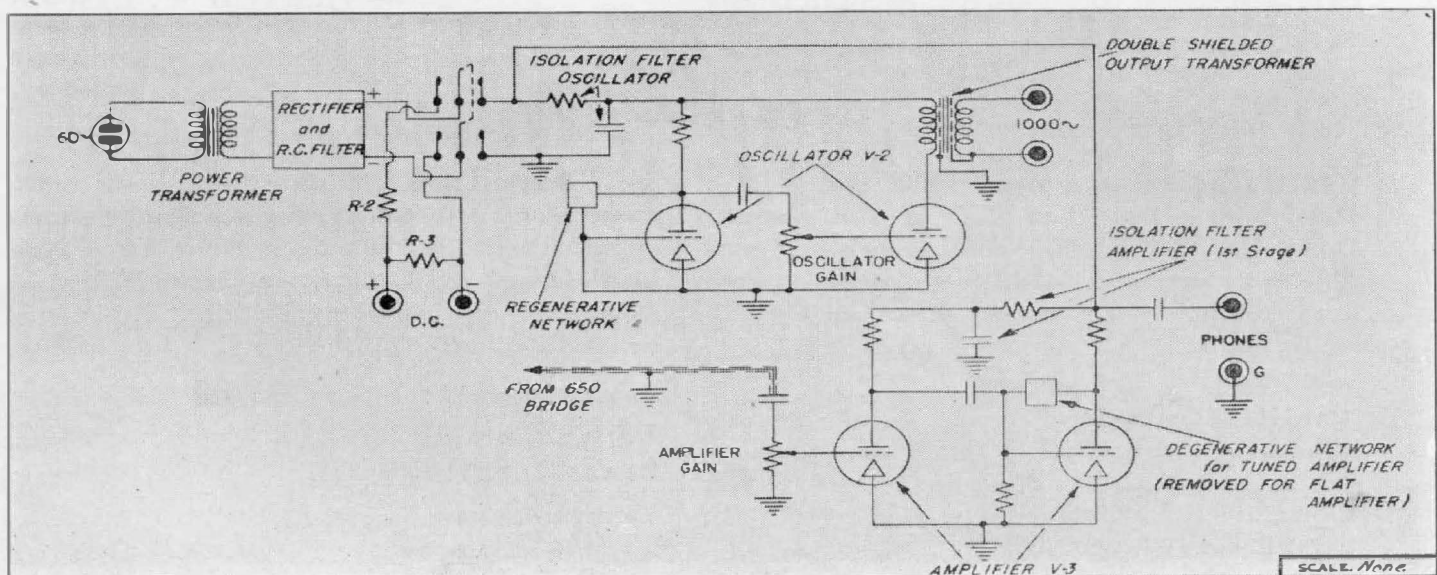 DOUBLE SHIELDED
OUTPUT TRANSFORMER
ISOLATION FILTER
OSCILLATOR
60~
RECTIFIER
and
R.C. FILTER
+
−
POWER
TRANSFORMER
1000~
OSCILLATOR V-2
R-2
R-3
+
−
D.C.
OSCILLATOR
GAIN
REGENERATIVE
NETWORK
ISOLATION FILTER
AMPLIFIER (1st Stage)
PHONES
G
FROM 650
BRIDGE
AMPLIFIER
GAIN
DEGENERATIVE NETWORK
for TUNED AMPLIFIER
(REMOVED FOR FLAT
AMPLIFIER)
AMPLIFIER V-3
SCALE. None